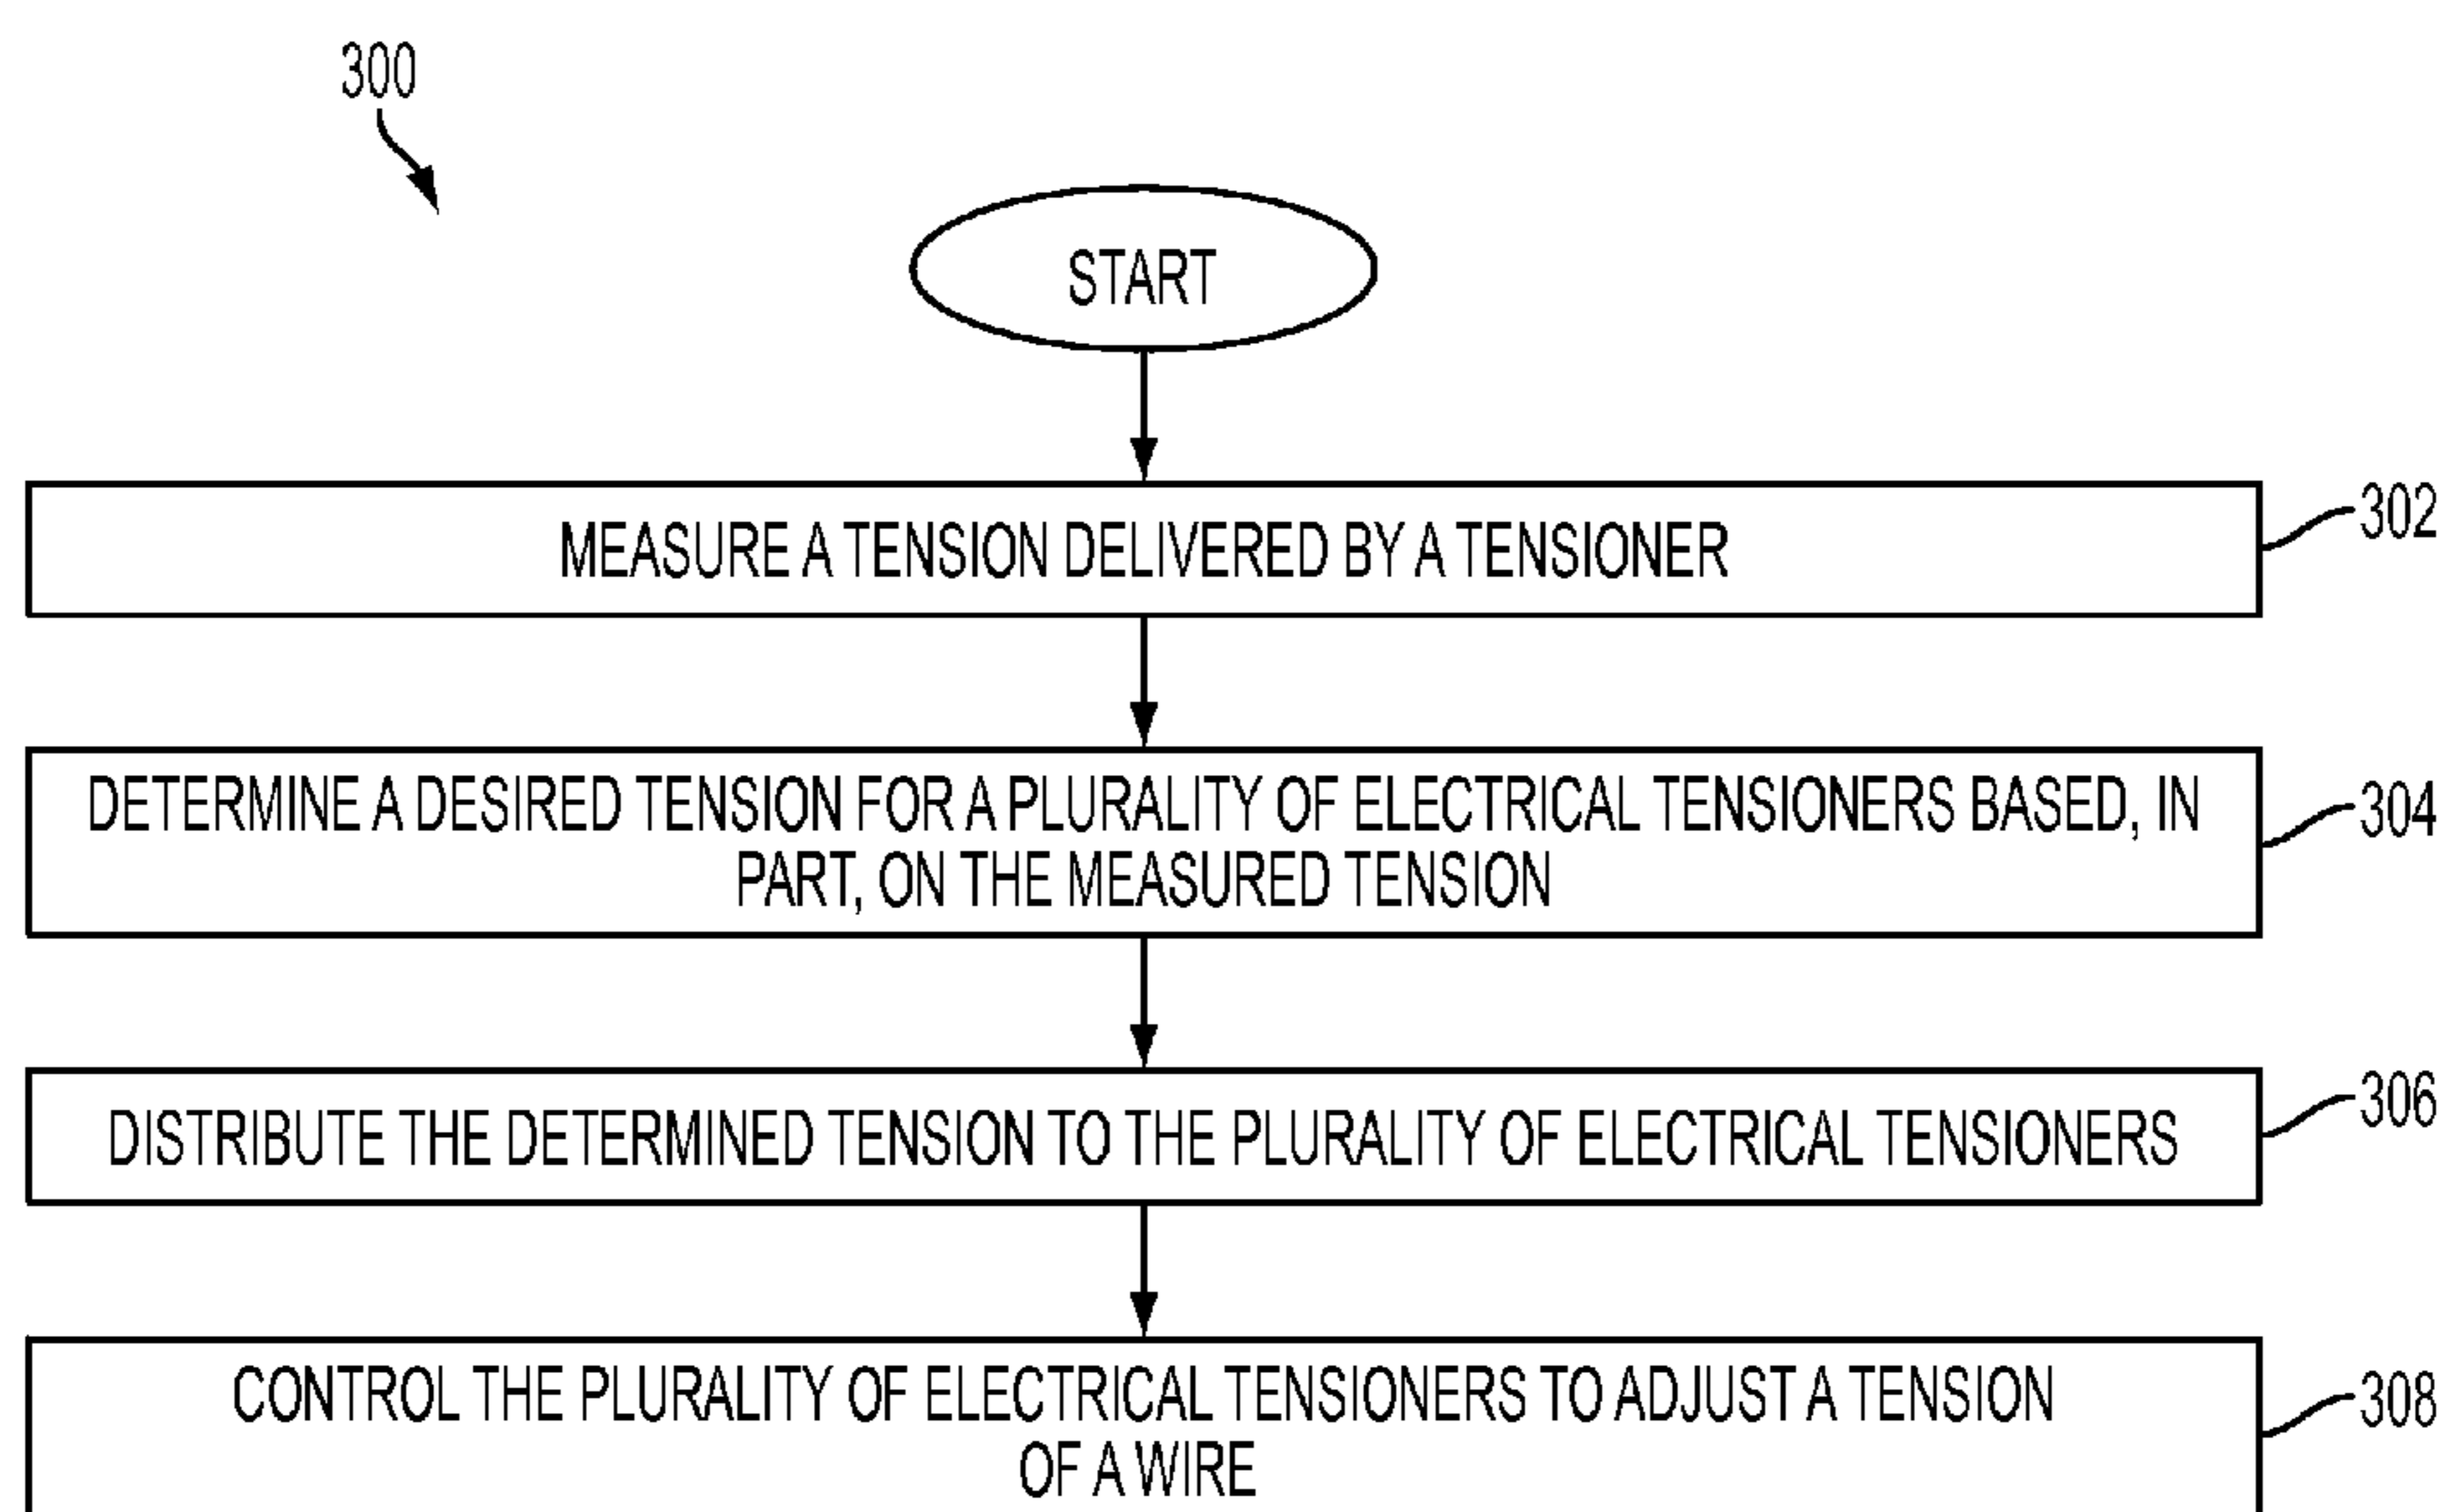 300
START
MEASURE A TENSION DELIVERED BY A TENSIONER
302
DETERMINE A DESIRED TENSION FOR A PLURALITY OF ELECTRICAL TENSIONERS BASED, IN
PART, ON THE MEASURED TENSION
304
DISTRIBUTE THE DETERMINED TENSION TO THE PLURALITY OF ELECTRICAL TENSIONERS
306
CONTROL THE PLURALITY OF ELECTRICAL TENSIONERS TO ADJUST A TENSION
OF A WIRE
308